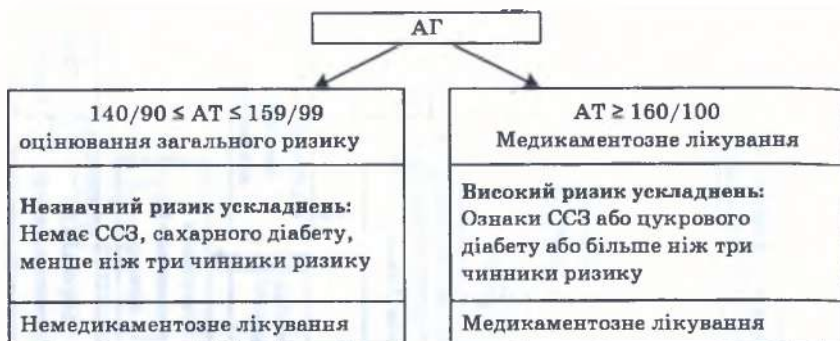 АГ
140/90 ≤ АТ ≤ 159/99
оцінювання загального ризику
Незначний ризик ускладнень:
Немає ССЗ, сахарного діабету,
менше ніж три чинники ризику
Немедикаментозне лікування
АТ ≥ 160/100
Медикаментозне лікування
Високий ризик ускладнень:
Ознаки ССЗ або цукрового
діабету або більше ніж три
чинники ризику
Медикаментозне лікування